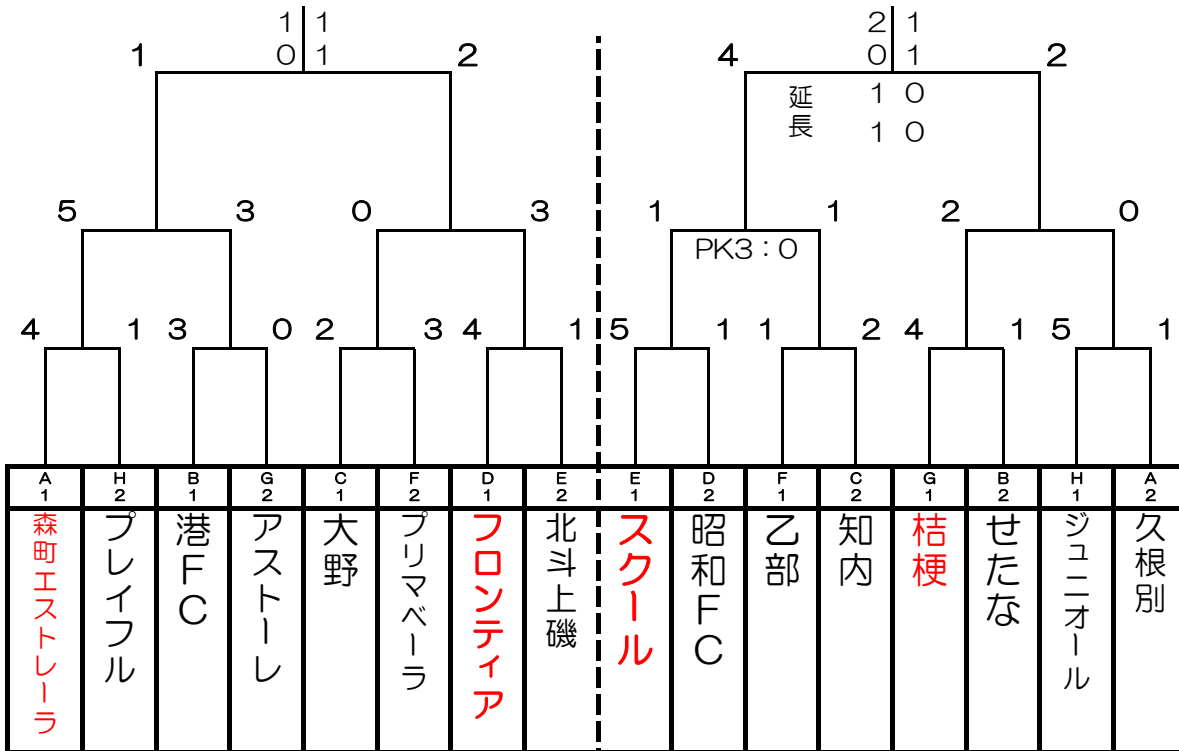 1 1 2 1
1 0 1 2 4 0 1 2
延長 1 0
1 0
5 3 0 3 1 1 2 0
PK3:0
4 1 3 0 2 3 4 1 5 1 1 2 4 1 5 1
A1 H2 B1 G2 C1 F2 D1 E2 E1 D2 F1 C2 G1 B2 H1 A2
森町エストレーラ
プレイフル
港FC
アストーレ
大野
プリマベーラ
フロンティア
北斗上磯
スクール
昭和FC
乙部
知内
桔梗
せたな
ジュニオール
久根別